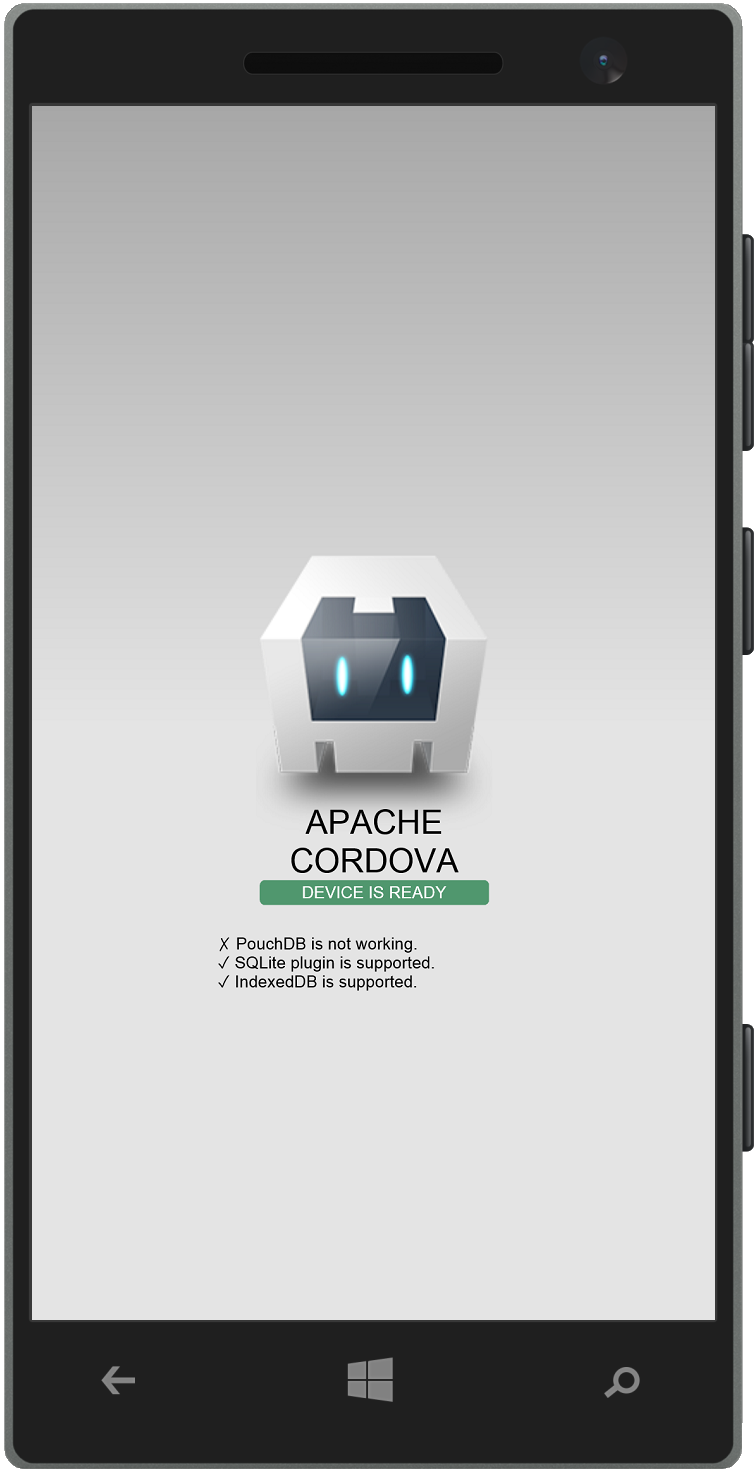 APACHE
CORDOVA
DEVICE IS READY
✗ PouchDB is not working.
✓ SQLite plugin is supported.
✓ IndexedDB is supported.